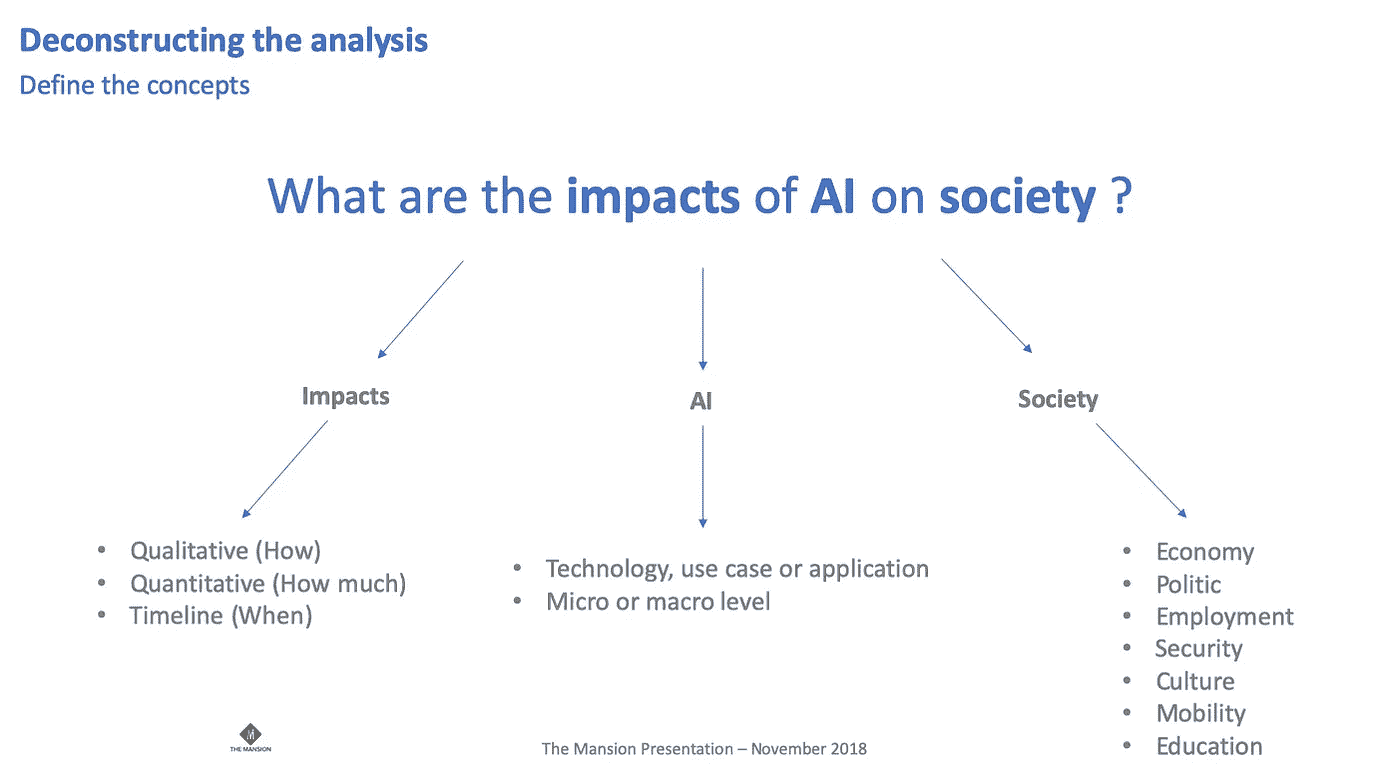 Deconstructing the analysis
Define the concepts
What are the impacts of AI on society ?
Impacts
AI
Society
• Qualitative (How)
• Quantitative (How much)
• Timeline (When)
• Technology, use case or application
• Micro or macro level
• Economy
• Politic
• Employment
• Security
• Culture
• Mobility
• Education
M
THE MANSION
The Mansion Presentation – November 2018